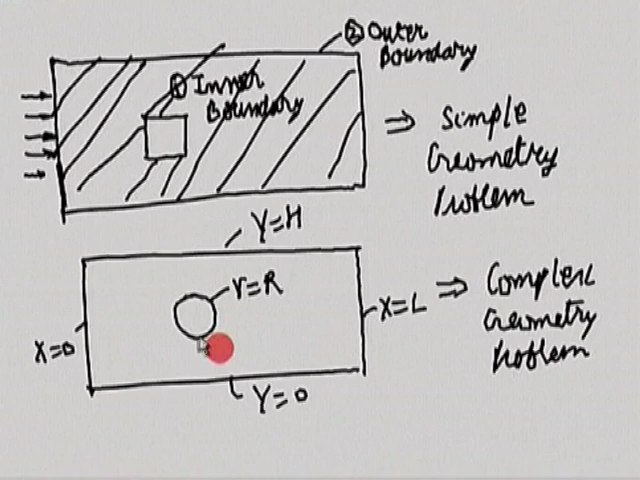 ② Outer
Boundary
① Inner
Boundary
⇒ Simple
Geometry
Problem
Y=H
r=R
X=0
X=L
Y=0
⇒ Complex
Geometry
Problem